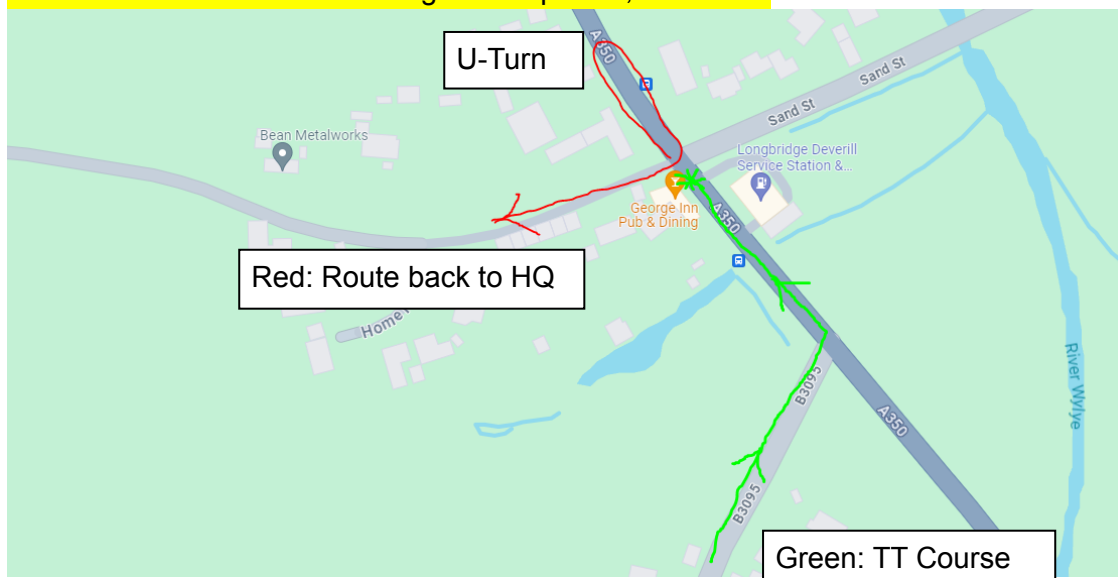 U-Turn
A350
Sand St
Sand St
Bean Metalworks
Longbridge Deverill
Service Station &...
George Inn
Pub & Dining
A350
Red: Route back to HQ
B3095
River Wylye
A350
B3095
Green: TT Course